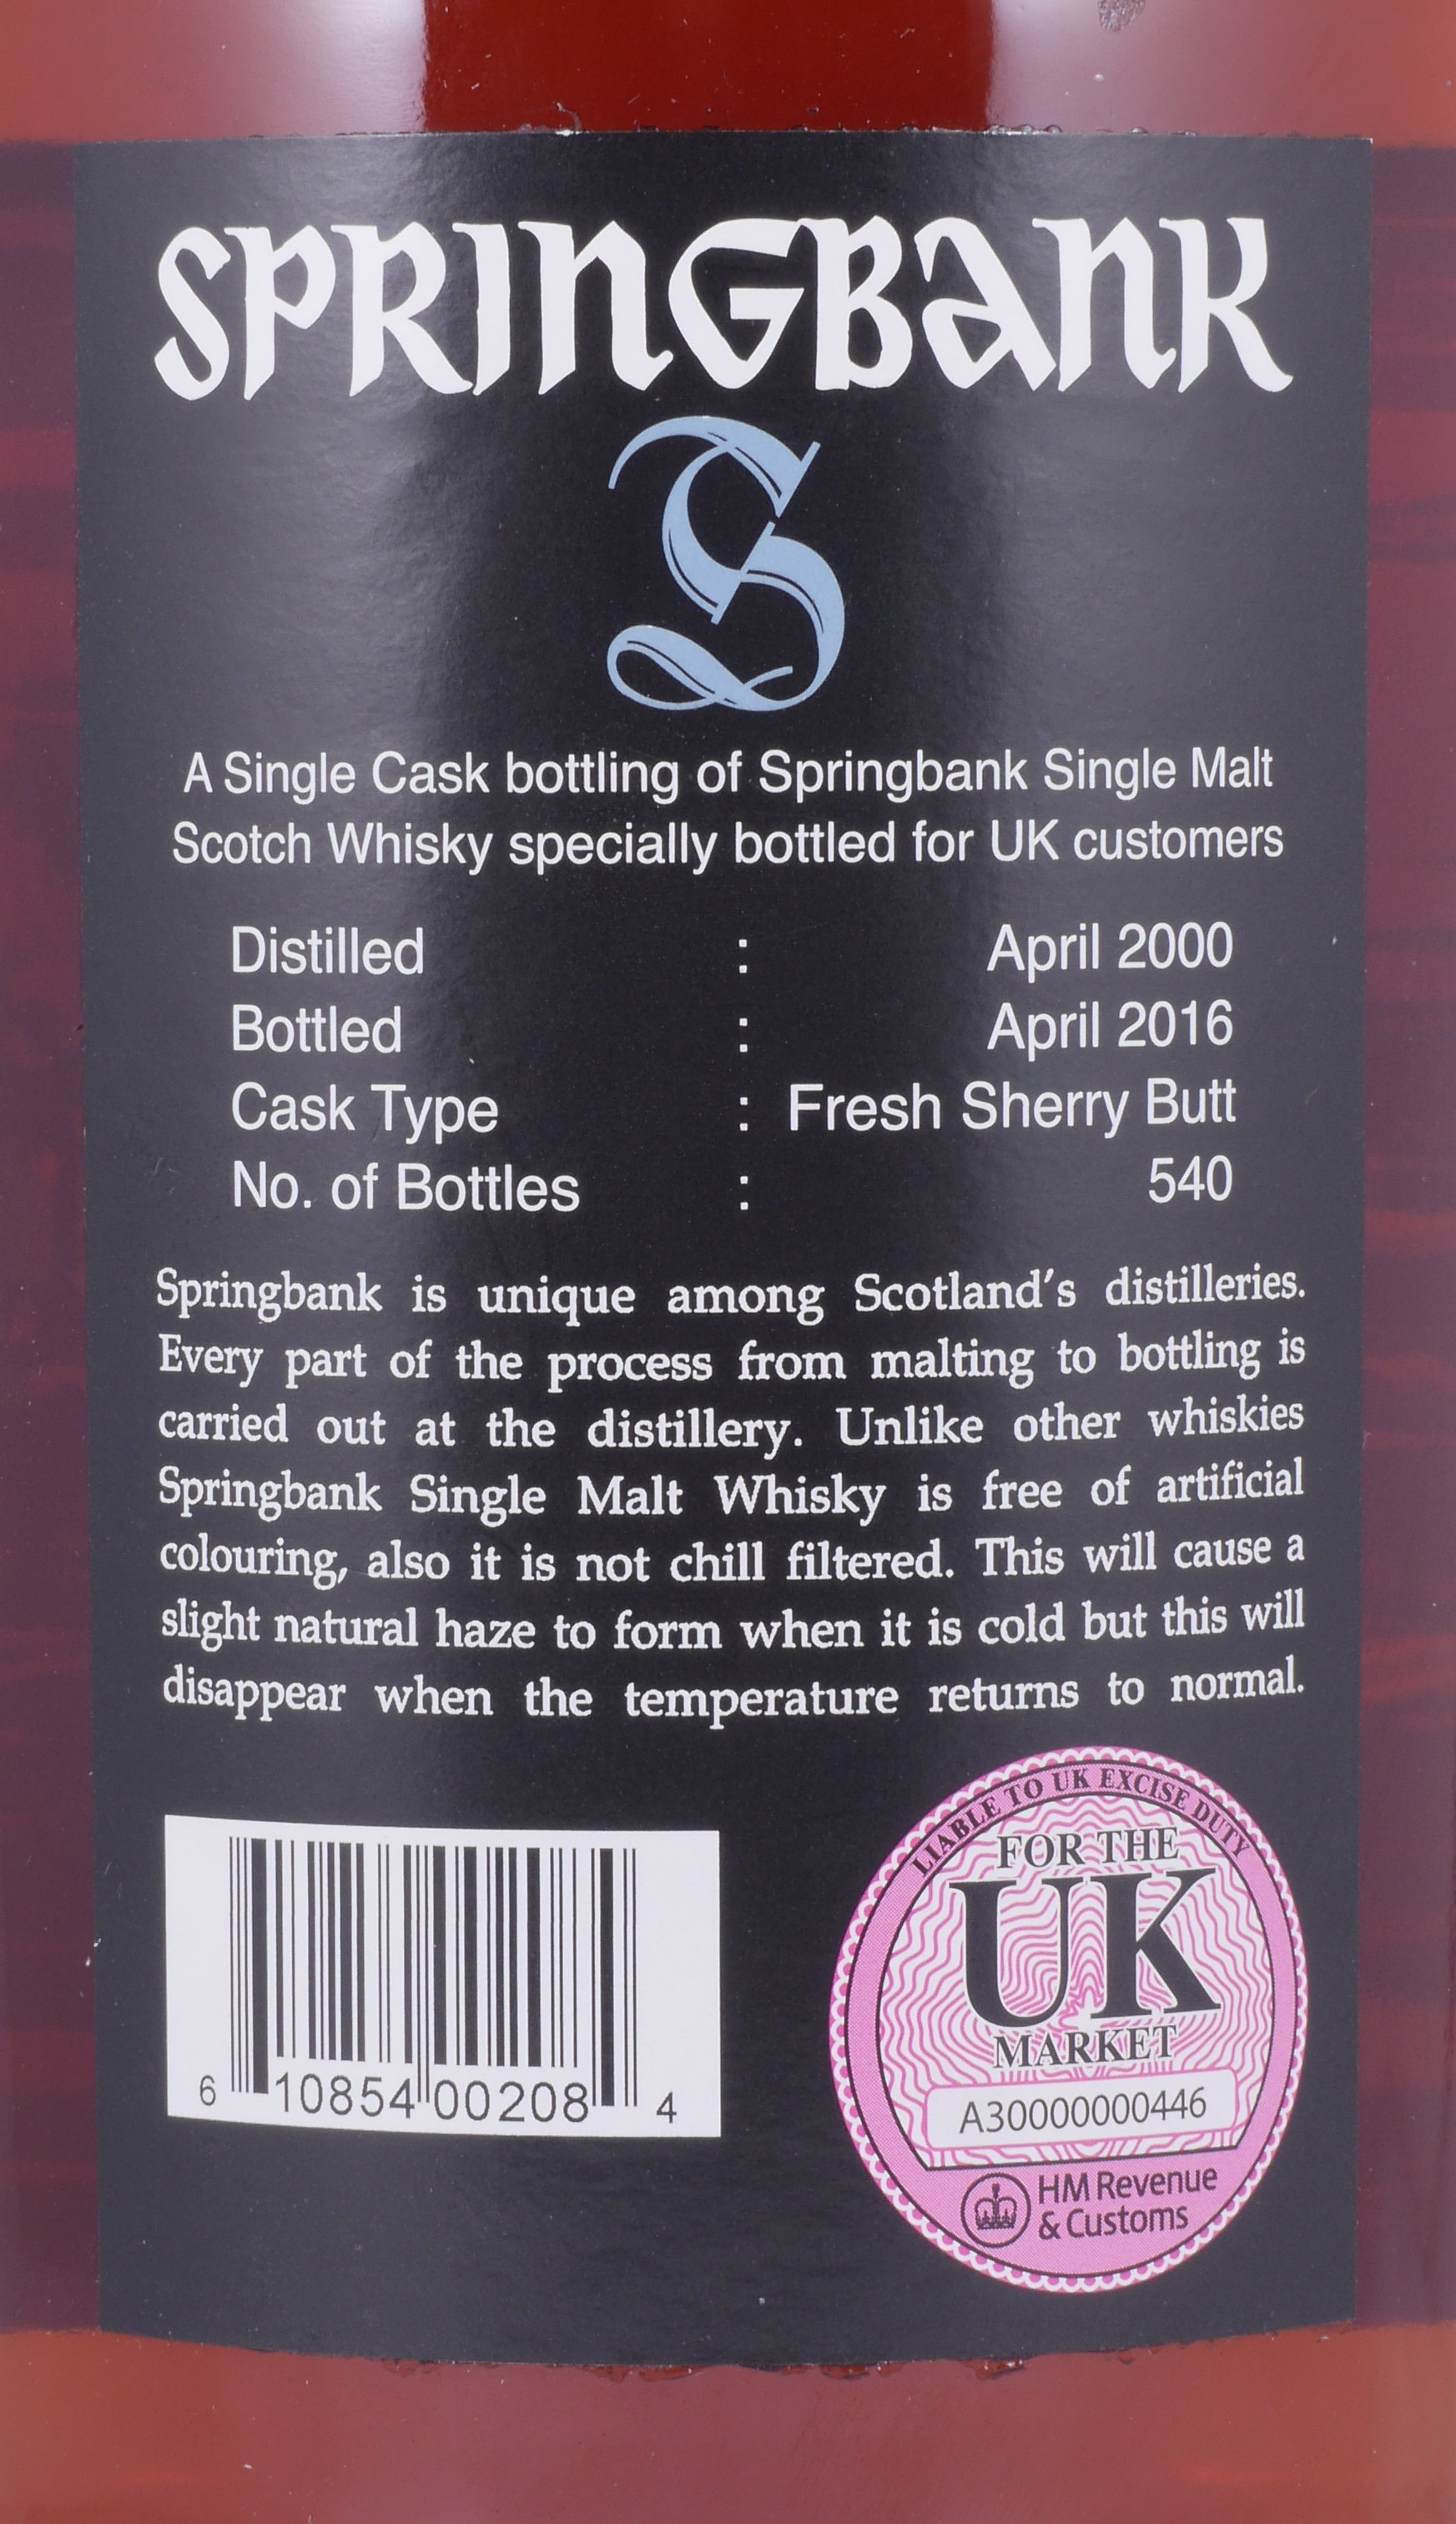 SPRINGBANK
S
A Single Cask bottling of Springbank Single Malt
Scotch Whisky specially bottled for UK customers
Distilled : April 2000
Bottled : April 2016
Cask Type : Fresh Sherry Butt
No. of Bottles : 540
Springbank is unique among Scotland's distilleries.
Every part of the process from malting to bottling is
carried out at the distillery. Unlike other whiskies
Springbank Single Malt Whisky is free of artificial
colouring, also it is not chill filtered. This will cause a
slight natural haze to form when it is cold but this will
disappear when the temperature returns to normal.
6 10854 00208 4
LIABLE TO UK EXCISE DUTY
FOR THE
UK
MARKET
A30000000446
HM Revenue
& Customs